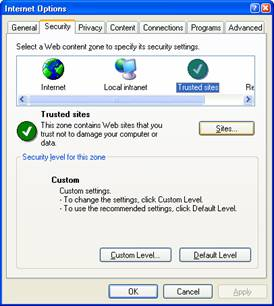 Internet Options
General Security Privacy Content Connections Programs Advanced
Select a Web content zone to specify its security settings.
Internet Local intranet Trusted sites Re
Trusted sites
This zone contains Web sites that you
trust not to damage your computer or
data.
Sites...
Security level for this zone
Custom
Custom settings.
- To change the settings, click Custom Level.
- To use the recommended settings, click Default Level.
Custom Level... Default Level
OK Cancel Apply